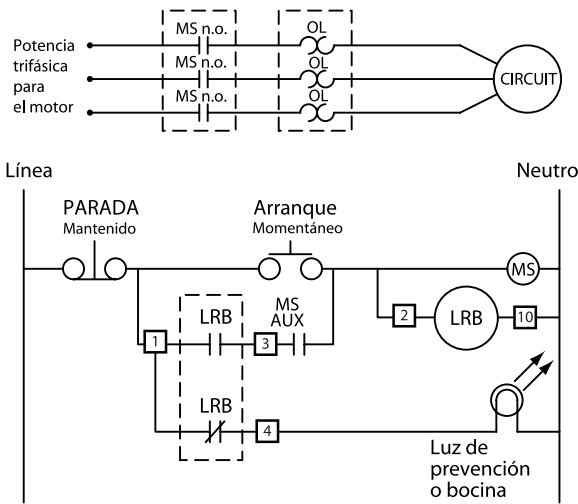 MS n.o.
OL
Potencia
trifásica
para
el motor
MS n.o.
OL
CIRCUIT
MS n.o.
OL
Línea
Neutro
PARADA
Mantenido
Arranque
Momentáneo
MS
LRB
MS
AUX
2
LRB
10
1
3
LRB
4
Luz de
prevención
o bocina